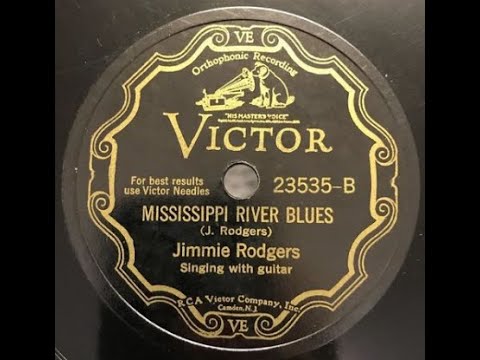 VE
Orthophonic Recording
"HIS MASTER'S VOICE"
VICTOR
For best results
use Victor Needles
23535-B
MISSISSIPPI RIVER BLUES
(J. Rodgers)
Jimmie Rodgers
Singing with guitar
RCA Victor Company, Inc.
Camden, N.J.
VE